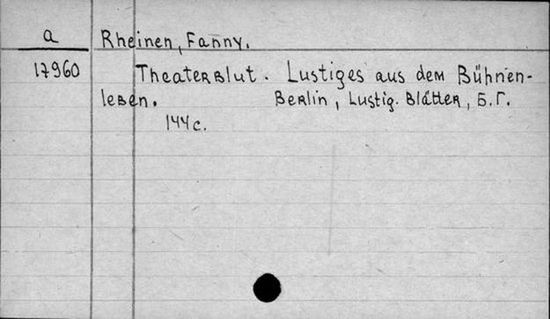 a Rheinen, Fanny.
17960 Theaterblut. Lustiges aus dem Bühnen-
leben. Berlin, Lustig. Blätter, Б.Г.
144 с.